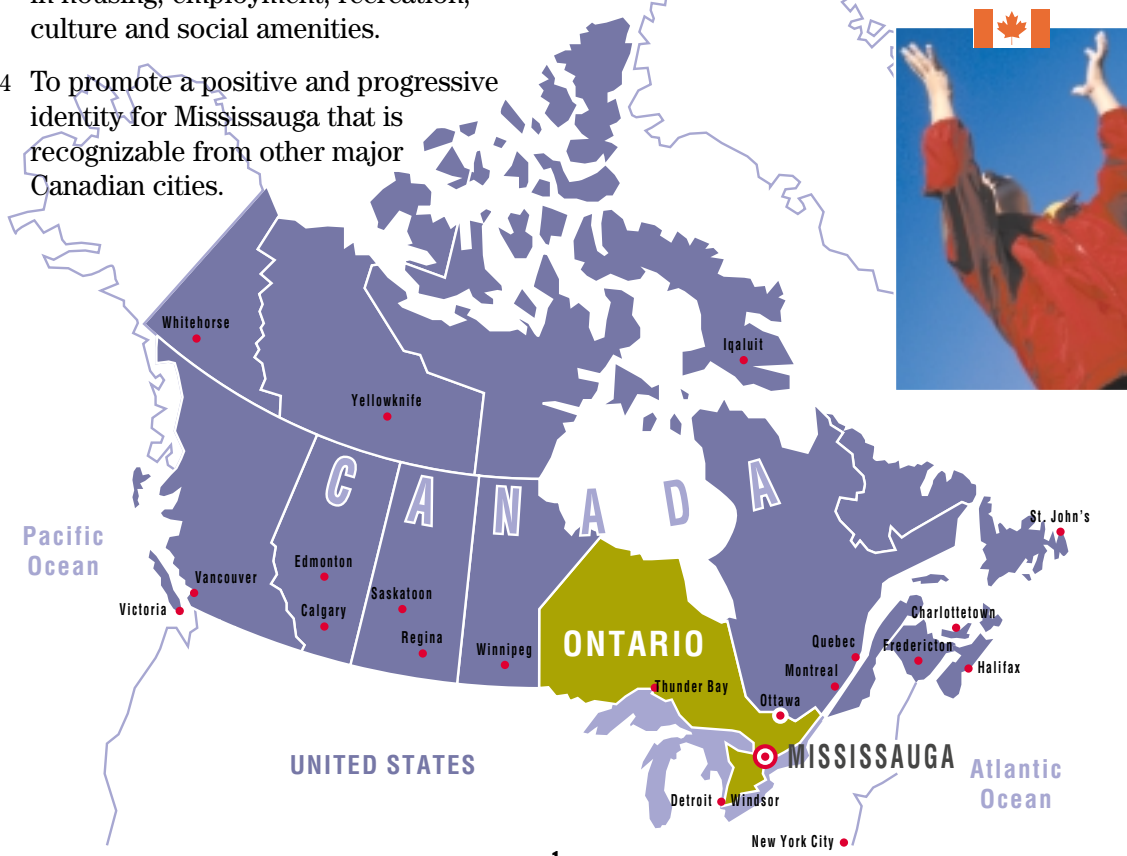 in housing, employment, recreation,
culture and social amenities.
4 To promote a positive and progressive
identity for Mississauga that is
recognizable from other major
Canadian cities.
Whitehorse
Iqaluit
Yellowknife
CANADA
St. John's
Pacific
Ocean
Edmonton
Vancouver
Saskatoon
Victoria
Calgary
Charlottetown
Regina
Quebec
Fredericton
Winnipeg
ONTARIO
Montreal
Halifax
Thunder Bay
Ottawa
MISSISSAUGA
UNITED STATES
Atlantic
Ocean
Detroit
Windsor
New York City